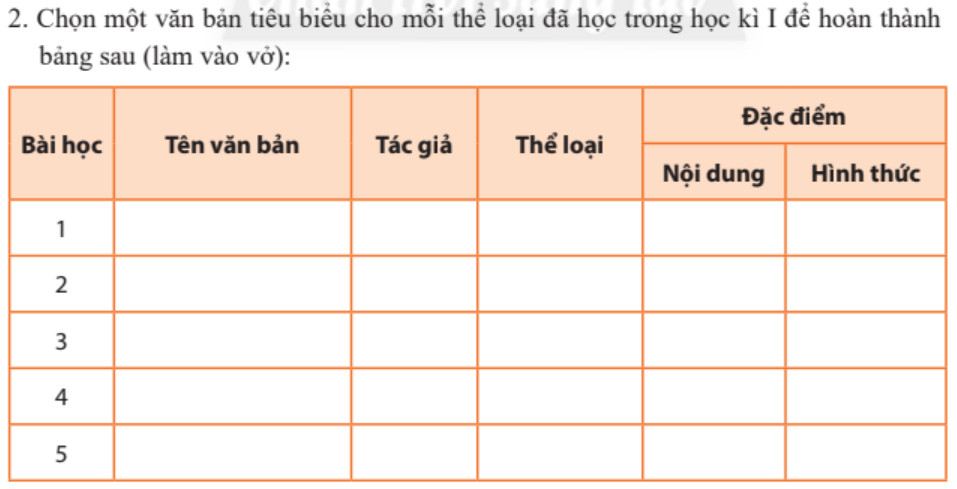 2. Chọn một văn bản tiêu biểu cho mỗi thể loại đã học trong học kì I để hoàn thành
bảng sau (làm vào vở):
Bài học
Tên văn bản
Tác giả
Thể loại
Đặc điểm
Nội dung
Hình thức
1
2
3
4
5